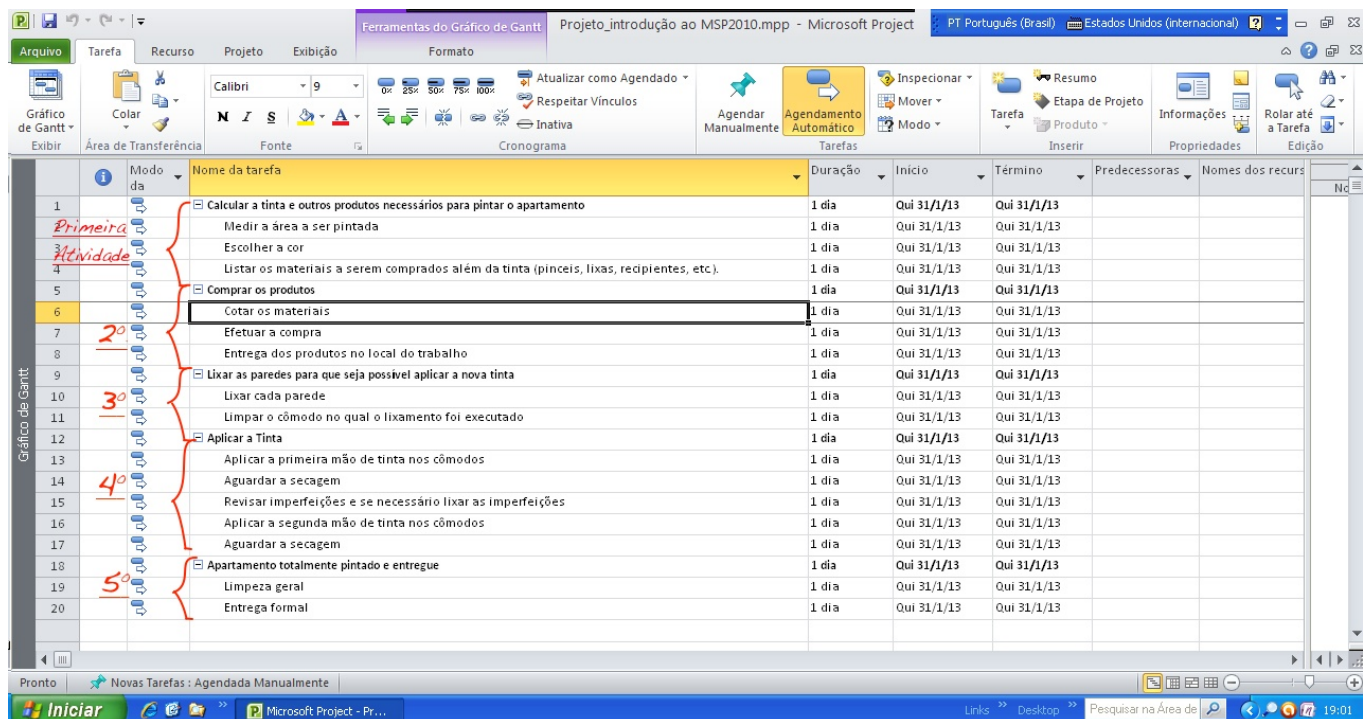 Ferramentas do Gráfico de Gantt
Projeto_introdução ao MSP2010.mpp - Microsoft Project
PT Português (Brasil)
Estados Unidos (internacional)
Arquivo Tarefa Recurso Projeto Exibição Formato
Gráfico de Gantt
Exibir
Colar
Área de Transferência
Calibri 9
N I S
Fonte
0% 25% 50% 75% 100%
Atualizar como Agendado
Respeitar Vínculos
Inativa
Cronograma
Agendar Manualmente
Agendamento Automático
Inspecionar
Mover
Modo
Tarefas
Tarefa
Resumo
Etapa de Projeto
Produto
Inserir
Informações
Propriedades
Rolar até a Tarefa
Edição
Modo da Nome da tarefa Duração Início Término Predecessoras Nomes dos recurs
1 Calcular a tinta e outros produtos necessários para pintar o apartamento 1 dia Qui 31/1/13 Qui 31/1/13
Primeira Medir a área a ser pintada 1 dia Qui 31/1/13 Qui 31/1/13
3 Atividade Escolher a cor 1 dia Qui 31/1/13 Qui 31/1/13
4 Listar os materiais a serem comprados além da tinta (pinceis, lixas, recipientes, etc.). 1 dia Qui 31/1/13 Qui 31/1/13
5 Comprar os produtos 1 dia Qui 31/1/13 Qui 31/1/13
6 Cotar os materiais 1 dia Qui 31/1/13 Qui 31/1/13
7 2º Efetuar a compra 1 dia Qui 31/1/13 Qui 31/1/13
8 Entrega dos produtos no local do trabalho 1 dia Qui 31/1/13 Qui 31/1/13
9 Lixar as paredes para que seja possível aplicar a nova tinta 1 dia Qui 31/1/13 Qui 31/1/13
10 3º Lixar cada parede 1 dia Qui 31/1/13 Qui 31/1/13
11 Limpar o cômodo no qual o lixamento foi executado 1 dia Qui 31/1/13 Qui 31/1/13
12 Aplicar a Tinta 1 dia Qui 31/1/13 Qui 31/1/13
13 Aplicar a primeira mão de tinta nos cômodos 1 dia Qui 31/1/13 Qui 31/1/13
14 4º Aguardar a secagem 1 dia Qui 31/1/13 Qui 31/1/13
15 Revisar imperfeições e se necessário lixar as imperfeições 1 dia Qui 31/1/13 Qui 31/1/13
16 Aplicar a segunda mão de tinta nos cômodos 1 dia Qui 31/1/13 Qui 31/1/13
17 Aguardar a secagem 1 dia Qui 31/1/13 Qui 31/1/13
18 Apartamento totalmente pintado e entregue 1 dia Qui 31/1/13 Qui 31/1/13
19 5º Limpeza geral 1 dia Qui 31/1/13 Qui 31/1/13
20 Entrega formal 1 dia Qui 31/1/13 Qui 31/1/13
Gráfico de Gantt
Pronto Novas Tarefas : Agendada Manualmente
Iniciar Microsoft Project - Pr... Links Desktop Pesquisar na Área de 19:01